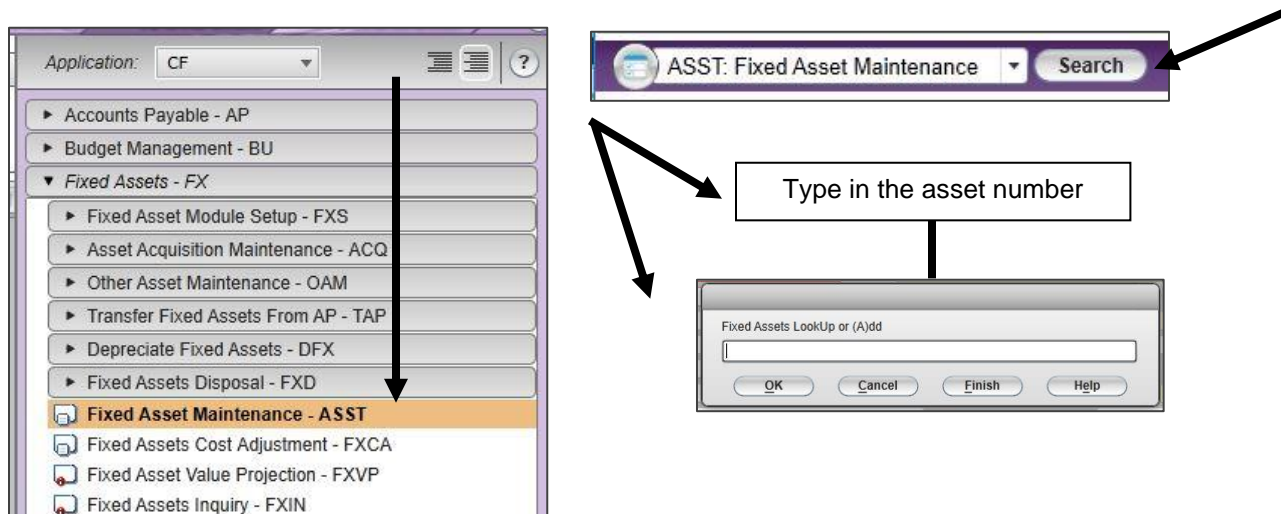 Application: CF
?
Accounts Payable - AP
Budget Management - BU
Fixed Assets - FX
Fixed Asset Module Setup - FXS
Asset Acquisition Maintenance - ACQ
Other Asset Maintenance - OAM
Transfer Fixed Assets From AP - TAP
Depreciate Fixed Assets - DFX
Fixed Assets Disposal - FXD
Fixed Asset Maintenance - ASST
Fixed Assets Cost Adjustment - FXCA
Fixed Asset Value Projection - FXVP
Fixed Assets Inquiry - FXIN
ASST: Fixed Asset Maintenance Search
Type in the asset number
Fixed Assets LookUp or (A)dd
OK Cancel Finish Help